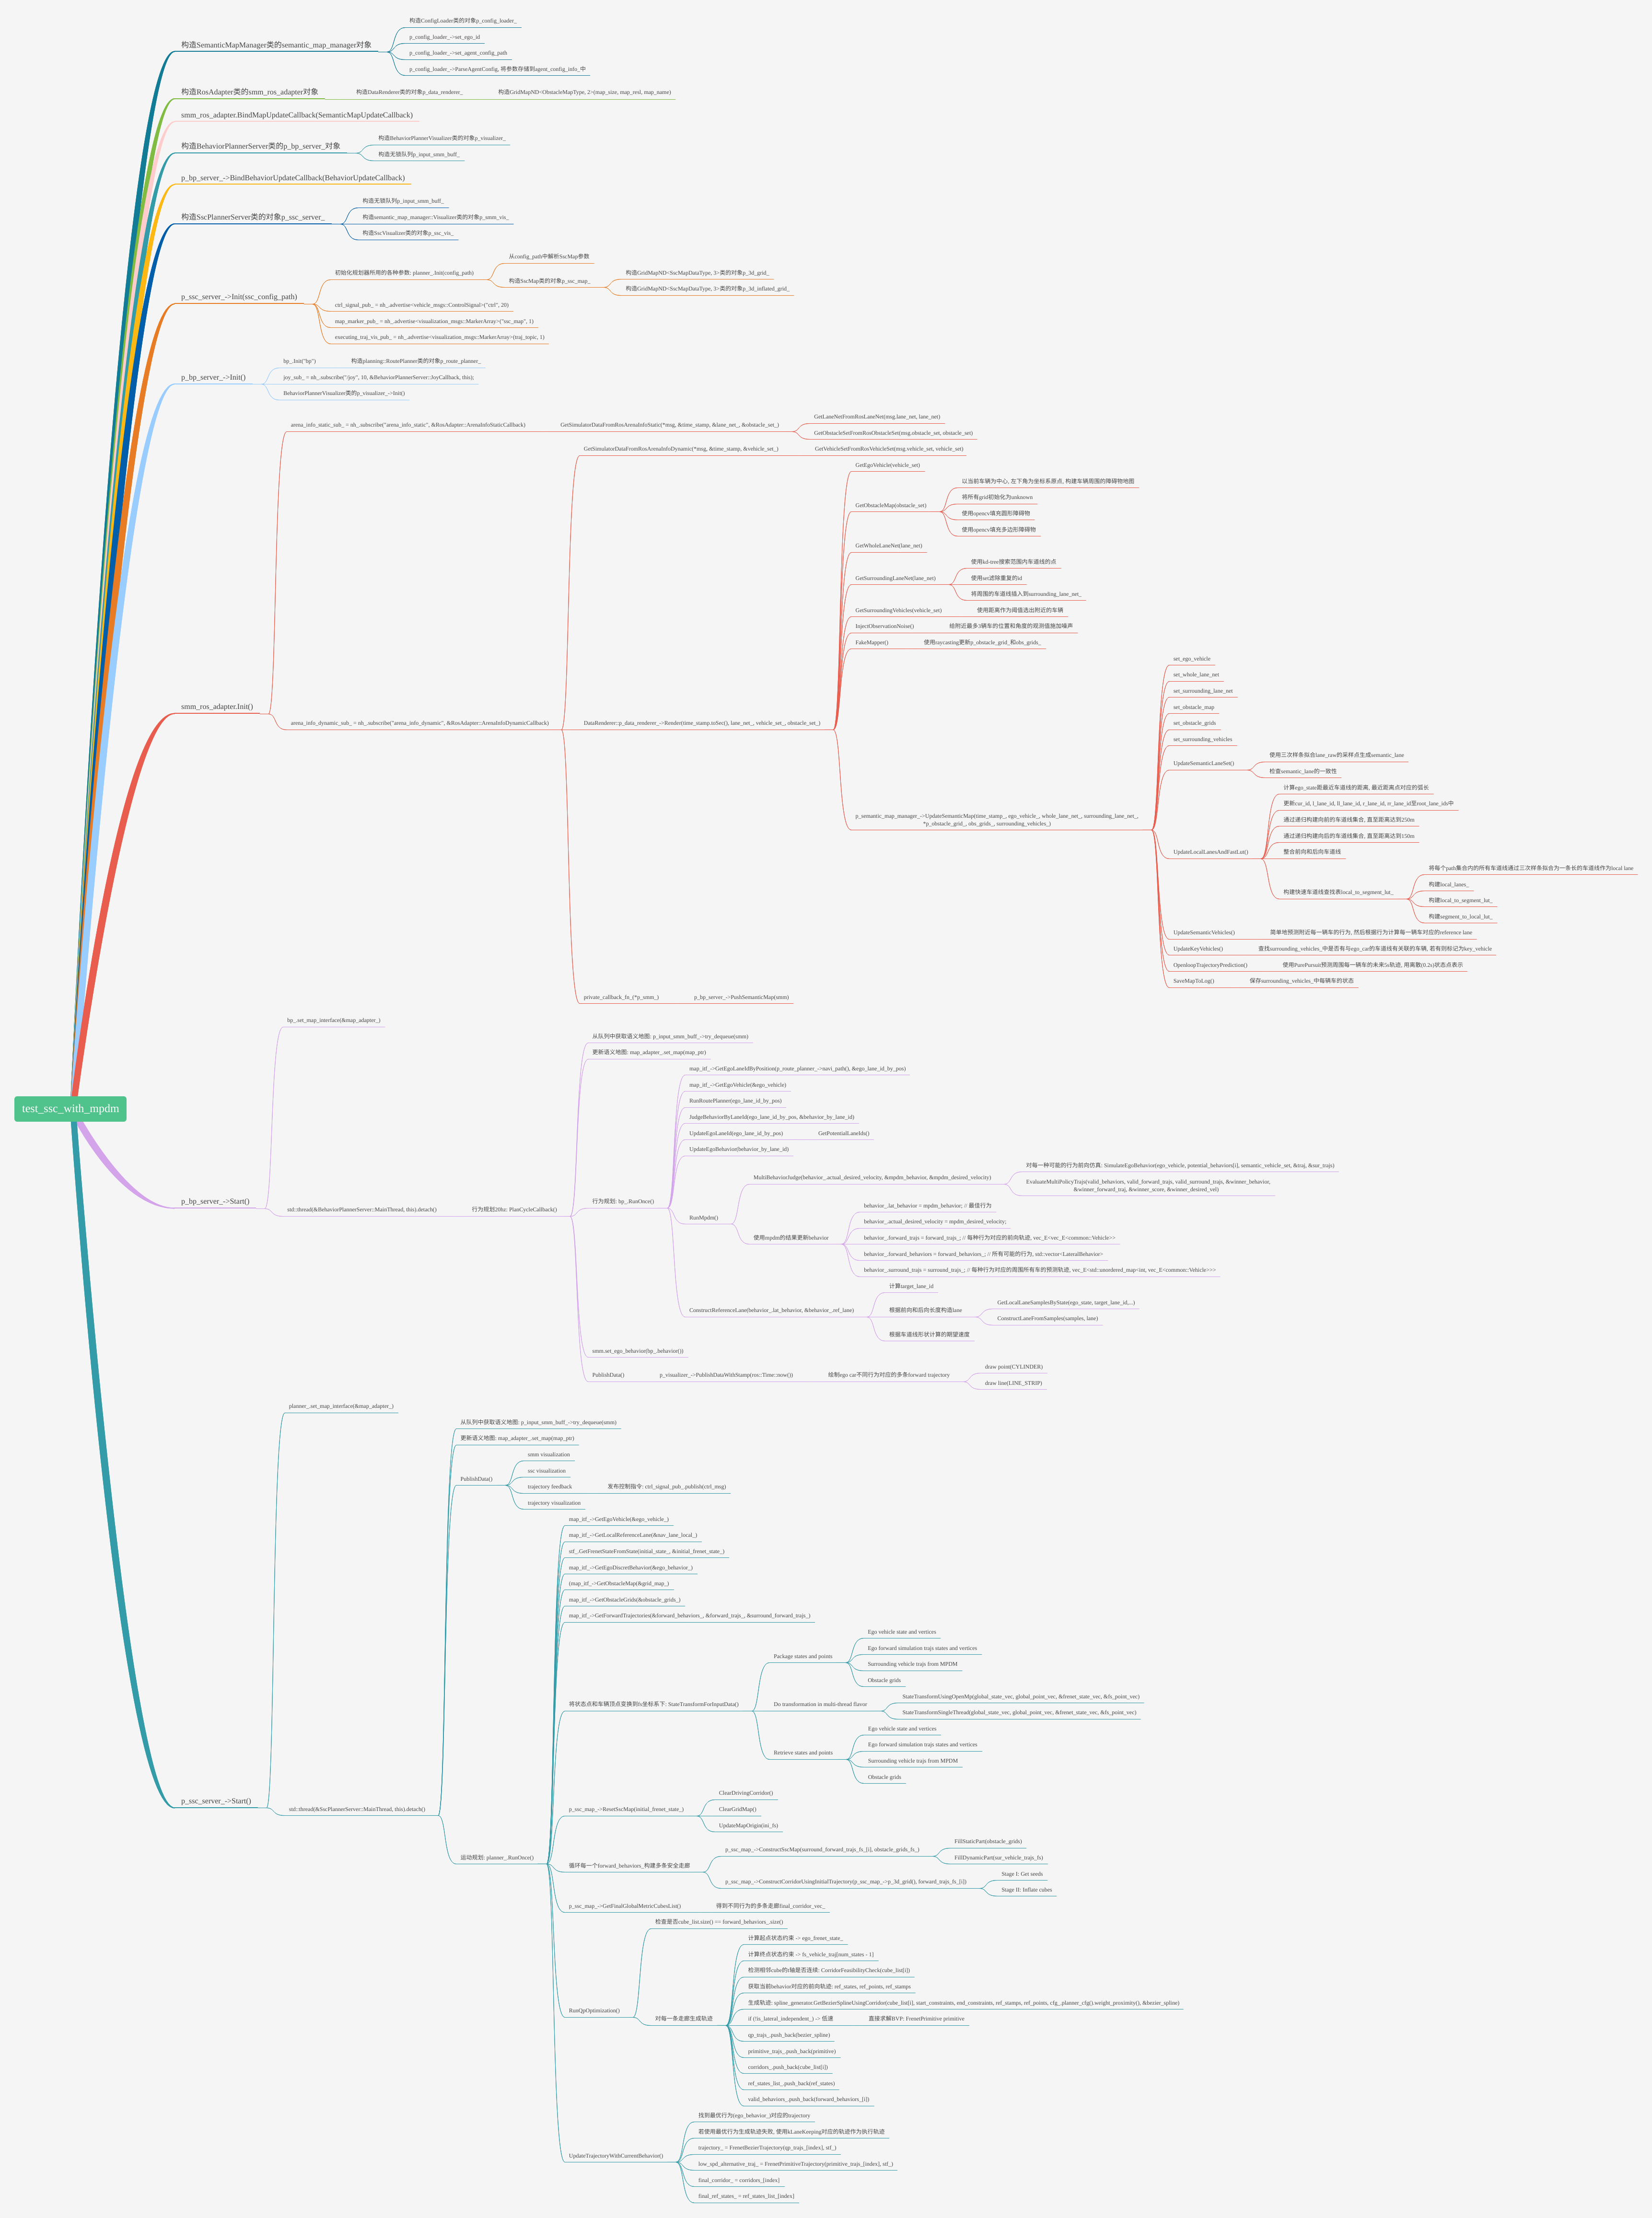 构造SemanticMapManager类的semantic_map_manager对象
构造ConfigLoader类的对象p_config_loader_
p_config_loader->set_ego_id
p_config_loader->set_agent_config_path
p_config_loader->ParseAgentConfig, 将参数存储到agent_config_info_中
构造RosAdapter类的smm_ros_adapter对象
构造DataRenderer类的对象p_data_renderer_
构造GridMapND<ObstacleMapType, 2>(map_size, map_resl, map_name)
smm_ros_adapter.BindMapUpdateCallback(SemanticMapUpdateCallback)
构造BehaviorPlannerServer类的p_bp_server_对象
构造BehaviorPlannerVisualizer类的对象p_visualizer_
构造无锁队列p_input_smm_buff_
p_bp_server_->BindBehaviorUpdateCallback(BehaviorUpdateCallback)
构造SscPlannerServer类的对象p_ssc_server_
构造无锁队列p_input_smm_buff_
构造semantic_map_manager::Visualizer类的对象p_smm_vis_
构造SscVisualizer类的对象p_ssc_vis_
p_ssc_server_->Init(ssc_config_path)
初始化规划器所用的各种参数: planner_.Init(config_path)
从config_path中解析SscMap参数
构造SscMap类的对象p_ssc_map_
构造GridMapND<SscMapDataType, 3>类的对象p_3d_grid_
构造GridMapND<SscMapDataType, 3>类的对象p_3d_inflated_grid_
ctrl_signal_pub_ = nh_.advertise<vehicle_msgs::ControlSignal>("ctrl", 20)
map_marker_pub_ = nh_.advertise<visualization_msgs::MarkerArray>("ssc_map", 1)
executing_traj_vis_pub_ = nh_.advertise<visualization_msgs::MarkerArray>(traj_topic, 1)
p_bp_server_->Init()
bp_.Init("bp")
构造planning::RoutePlanner类的对象p_route_planner_
joy_sub_ = nh_.subscribe("/joy", 10, &BehaviorPlannerServer::JoyCallback, this);
BehaviorPlannerVisualizer类的p_visualizer_->Init()
smm_ros_adapter.Init()
arena_info_static_sub_ = nh_.subscribe("arena_info_static", &RosAdapter::ArenaInfoStaticCallback)
GetSimulatorDataFromRosArenaInfoStatic(*msg, &time_stamp, &lane_net_, &obstacle_set_)
GetLaneNetFromRosLaneNet(msg.lane_net, lane_net)
GetObstacleSetFromRosObstacleSet(msg.obstacle_set, obstacle_set)
arena_info_dynamic_sub_ = nh_.subscribe("arena_info_dynamic", &RosAdapter::ArenaInfoDynamicCallback)
GetSimulatorDataFromRosArenaInfoDynamic(*msg, &time_stamp, &vehicle_set_)
GetVehicleSetFromRosVehicleSet(msg.vehicle_set, vehicle_set)
DataRenderer::p_data_renderer_->Render(time_stamp.toSec(), lane_net_, vehicle_set_, obstacle_set_)
GetEgoVehicle(vehicle_set)
GetObstacleMap(obstacle_set)
以当前车辆为中心, 左下角为坐标系原点, 构建车辆周围的障碍物地图
将所有grid初始化为unknown
使用opencv填充圆形障碍物
使用opencv填充多边形障碍物
GetWholeLaneNet(lane_net)
GetSurroundingLaneNet(lane_net)
使用kd-tree搜索范围内车道线的点
使用set滤除重复的Id
将周围的车道线插入到surrounding_lane_net_
GetSurroundingVehicles(vehicle_set)
使用距离作为阈值选出附近的车辆
InjectObservationNoise()
给附近最多3辆车的位置和角度的观测值施加噪声
FakeMapper()
使用raycasting更新p_obstacle_grid_和obs_grids_
p_semantic_map_manager_->UpdateSemanticMap(time_stamp_, ego_vehicle_, whole_lane_net_, surrounding_lane_net_,
*p_obstacle_grid_, obs_grids_, surrounding_vehicles_)
set_ego_vehicle
set_whole_lane_net
set_surrounding_lane_net
set_obstacle_map
set_obstacle_grids
set_surrounding_vehicles
UpdateSemanticLaneSet()
使用三次样条拟合lane_raw的采样点生成semantic_lane
检查semantic_lane的一致性
UpdateLocalLanesAndFastLut()
计算ego_state距最近车道线的距离, 最近距离点对应的弧长
更新cur_id, l_lane_id, ll_lane_id, r_lane_id, rr_lane_id至root_lane_ids中
通过递归构建向前的车道线集合, 直至距离达到250m
通过递归构建向后的车道线集合, 直至距离达到150m
整合前向和后向车道线
构建快速车道线查找表local_to_segment_lut_
将每个path集合内的所有车道线通过三次样条拟合为一条长的车道线作为local lane
构建local_lanes_
构建local_to_segment_lut_
构建segment_to_local_lut_
UpdateSemanticVehicles()
简单地预测附近每一辆车的行为, 然后根据行为计算每一辆车对应的reference lane
UpdateKeyVehicles()
查找surrounding_vehicles_中是否有与ego_car的车道线有关联的车辆, 若有则标记为key_vehicle
OpenloopTrajectoryPrediction()
使用PurePursuit预测周围每一辆车的未来5s轨迹, 用离散(0.2s)状态点表示
SaveMapToLog()
保存surrounding_vehicles_中每辆车的状态
private_callback_fn_(*p_smm_)
p_bp_server_->PushSemanticMap(smm)
test_ssc_with_mpdm
p_bp_server_->Start()
bp_.set_map_interface(&map_adapter_)
std::thread(&BehaviorPlannerServer::MainThread, this).detach()
行为规划20hz: PlanCycleCallback()
从队列中获取语义地图: p_input_smm_buff_->try_dequeue(smm)
更新语义地图: map_adapter_.set_map(map_ptr)
行为规划: bp_.RunOnce()
map_itf_->GetEgoLaneIdByPosition(p_route_planner_->navi_path(), &ego_lane_id_by_pos)
map_itf_->GetEgoVehicle(&ego_vehicle)
RunRoutePlanner(ego_lane_id_by_pos)
JudgeBehaviorByLaneId(ego_lane_id_by_pos, &behavior_by_lane_id)
UpdateEgoLaneId(ego_lane_id_by_pos)
GetPotentialLaneIds()
UpdateEgoBehavior(behavior_by_lane_id)
RunMpdm()
MultiBehaviorJudge(behavior_.actual_desired_velocity, &mpdm_behavior, &mpdm_desired_velocity)
对每一种可能的行为前向仿真: SimulateEgoBehavior(ego_vehicle, potential_behaviors[i], semantic_vehicle_set, &traj, &sur_trajs)
EvaluateMultiPolicyTrajs(valid_behaviors, valid_forward_trajs, valid_surround_trajs, &winner_behavior,
&winner_forward_traj, &winner_score, &winner_desired_vel)
使用mpdm的结果更新behavior
behavior_.lat_behavior = mpdm_behavior; // 最佳行为
behavior_.actual_desired_velocity = mpdm_desired_velocity;
behavior_.forward_trajs = forward_trajs_; // 每种行为对应的前向轨迹, vec_E<vec_E<common::Vehicle>>
behavior_.forward_behaviors = forward_behaviors_; // 所有可能的行为, std::vector<LateralBehavior>
behavior_.surround_trajs = surround_trajs_; // 每种行为对应的周围所有车的预测轨迹, vec_E<std::unordered_map<int, vec_E<common::Vehicle>>>
ConstructReferenceLane(behavior_.lat_behavior, &behavior_.ref_lane)
计算target_lane_id
根据前向和后向长度构造lane
GetLocalLaneSamplesByState(ego_state, target_lane_id,...)
ConstructLaneFromSamples(samples, lane)
根据车道线形状计算的期望速度
smm.set_ego_behavior(bp_.behavior())
PublishData()
p_visualizer_->PublishDataWithStamp(ros::Time::now())
绘制ego car不同行为对应的多条forward trajectory
draw point(CYLINDER)
draw line(LINE_STRIP)
p_ssc_server_->Start()
planner_.set_map_interface(&map_adapter_)
std::thread(&SscPlannerServer::MainThread, this).detach()
从队列中获取语义地图: p_input_smm_buff_->try_dequeue(smm)
更新语义地图: map_adapter_.set_map(map_ptr)
PublishData()
smm visualization
ssc visualization
trajectory feedback
发布控制指令: ctrl_signal_pub_.publish(ctrl_msg)
trajectory visualization
运动规划: planner_.RunOnce()
map_itf_->GetEgoVehicle(&ego_vehicle_)
map_itf_->GetLocalReferenceLane(&nav_lane_local_)
stf_.GetFrenetStateFromState(initial_state_, &initial_frenet_state_)
map_itf_->GetEgoDiscretBehavior(&ego_behavior_)
(map_itf_->GetObstacleMap(&grid_map_)
map_itf_->GetObstacleGrids(&obstacle_grids_)
map_itf_->GetForwardTrajectories(&forward_behaviors_, &forward_trajs_, &surround_forward_trajs_)
将状态点和车辆顶点变换到fs坐标系下: StateTransformForInputData()
Package states and points
Ego vehicle state and vertices
Ego forward simulation trajs states and vertices
Surrounding vehicle trajs from MPDM
Obstacle grids
Do transformation in multi-thread flavor
StateTransformUsingOpenMp(global_state_vec, global_point_vec, &frenet_state_vec, &fs_point_vec)
StateTransformSingleThread(global_state_vec, global_point_vec, &frenet_state_vec, &fs_point_vec)
Retrieve states and points
Ego vehicle state and vertices
Ego forward simulation trajs states and vertices
Surrounding vehicle trajs from MPDM
Obstacle grids
p_ssc_map_->ResetSscMap(initial_frenet_state_)
ClearDrivingCorridor()
ClearGridMap()
UpdateMapOrigin(ini_fs)
循环每一个forward_behaviors_构建多条安全走廊
p_ssc_map_->ConstructSscMap(surround_forward_trajs_fs_[i], obstacle_grids_fs_)
FillStaticPart(obstacle_grids)
FillDynamicPart(sur_vehicle_trajs_fs)
p_ssc_map_->ConstructCorridorUsingInitialTrajectory(p_ssc_map_->p_3d_grid(), forward_trajs_fs_[i])
Stage I: Get seeds
Stage II: Inflate cubes
p_ssc_map_->GetFinalGlobalMetricCubesList()
得到不同行为的多条走廊final_corridor_vec_
RunQpOptimization()
检查是否cube_list.size() == forward_behaviors_.size()
对每一条走廊生成轨迹
计算起点状态约束 -> ego_frenet_state_
计算终点状态约束 -> fs_vehicle_traj[num_states - 1]
检测相邻cube的t轴是否连续: CorridorFeasibilityCheck(cube_list[i])
获取当前behavior对应的前向轨迹: ref_states, ref_points, ref_stamps
生成轨迹: spline_generator.GetBezierSplineUsingCorridor(cube_list[i], start_constraints, end_constraints, ref_stamps, ref_points, cfg_.planner_cfg().weight_proximity(), &bezier_spline)
if (!is_lateral_independent_) -> 低速
直接求解BVP: FrenetPrimitive primitive
qp_trajs_.push_back(bezier_spline)
primitive_trajs_.push_back(primitive)
corridors_.push_back(cube_list[i])
ref_states_list_.push_back(ref_states)
valid_behaviors_.push_back(forward_behaviors_[i])
UpdateTrajectoryWithCurrentBehavior()
找到最优行为(ego_behavior_)对应的trajectory
若使用最优行为生成轨迹失败, 使用kLaneKeeping对应的轨迹作为执行轨迹
trajectory_ = FrenetBezierTrajectory(qp_trajs_[index], stf_)
low_spd_alternative_traj_ = FrenetPrimitiveTrajectory(primitive_trajs_[index], stf_)
final_corridor_ = corridors_[index]
final_ref_states_ = ref_states_list_[index]